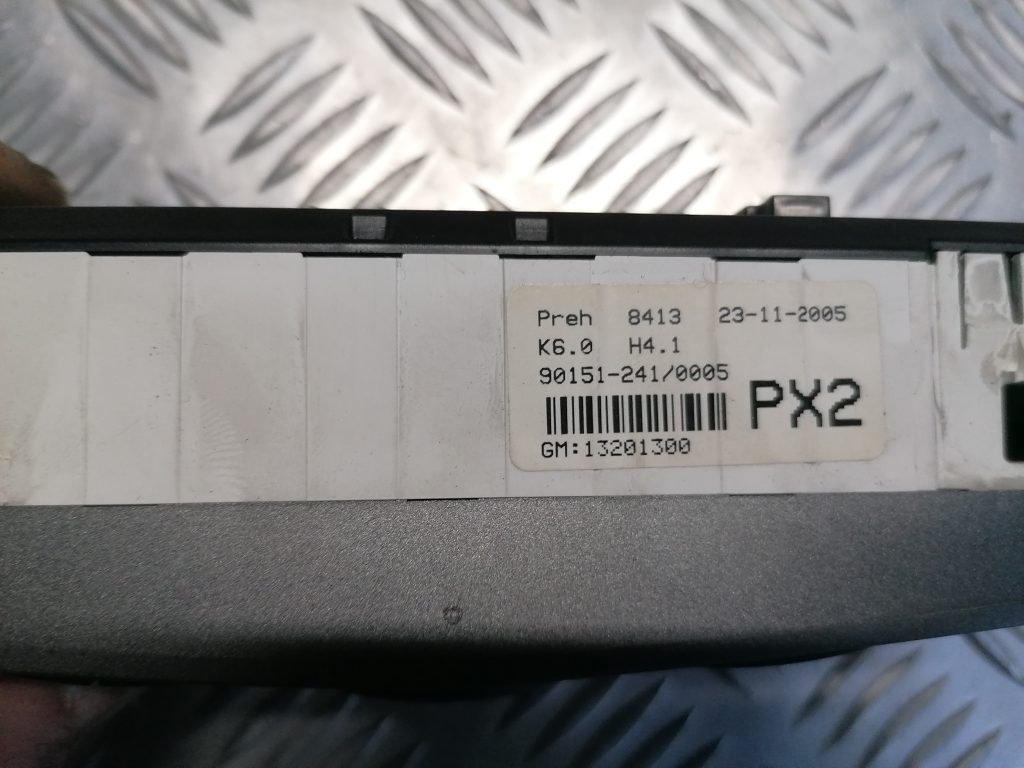 Preh 8413 23-11-2005
K6.0 H4.1
90151-241/0005
PX2
GM:13201300